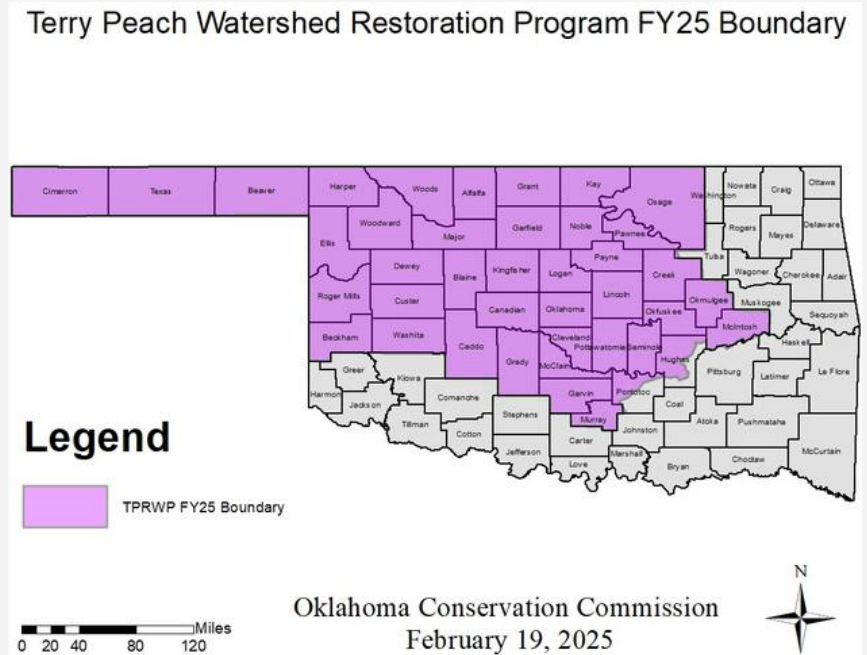 Terry Peach Watershed Restoration Program FY25 Boundary
Cimarron
Texas
Beaver
Harper
Woods
Alfalfa
Grant
Kay
Osage
Washington
Nowata
Craig
Ottawa
Woodward
Ellis
Major
Garfield
Noble
Pawnee
Rogers
Mayes
Delaware
Dewey
Blaine
Kingfisher
Logan
Payne
Creek
Tulsa
Wagoner
Cherokee
Adair
Roger Mills
Custer
Canadian
Oklahoma
Lincoln
Okfuskee
Okmulgee
Muskogee
Sequoyah
Beckham
Washita
Caddo
Grady
Cleveland
McClain
Pottawatomie
Seminole
Hughes
McIntosh
Haskell
Le Flore
Greer
Kiowa
Harmon
Jackson
Comanche
Stephens
Garvin
Pontotoc
Murray
Coal
Pittsburg
Latimer
Tillman
Cotton
Jefferson
Carter
Love
Johnston
Marshall
Atoka
Bryan
Pushmataha
Choctaw
McCurtain
Legend
TPRWP FY25 Boundary
Miles
0 20 40 80 120
Oklahoma Conservation Commission
February 19, 2025
N